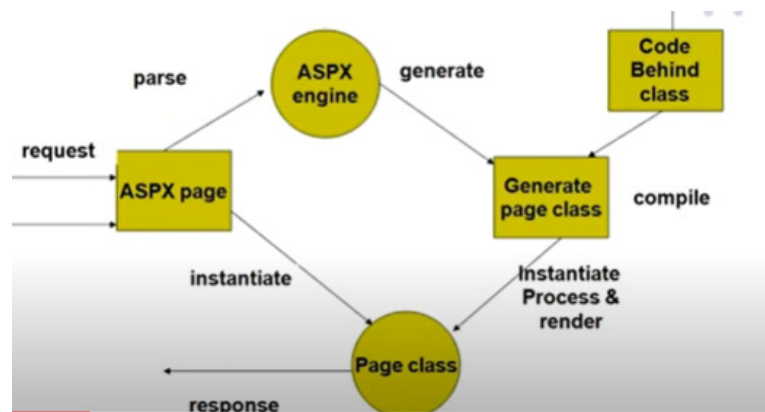 Code
Behind
class
parse
ASPX
engine
generate
request
ASPX page
Generate
page class
compile
instantiate
Instantiate
Process &
render
Page class
response